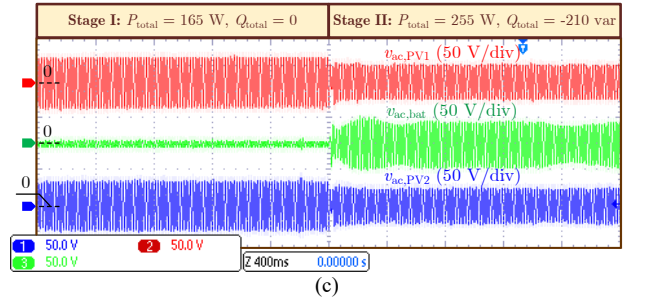 Stage I: P_total = 165 W, Q_total = 0
Stage II: P_total = 255 W, Q_total = -210 var
v_ac,PV1 (50 V/div)
0
v_ac,bat (50 V/div)
0
v_ac,PV2 (50 V/div)
0
1 50.0 V 2 50.0 V
3 50.0 V
Z 400ms 0.00000 s
(c)